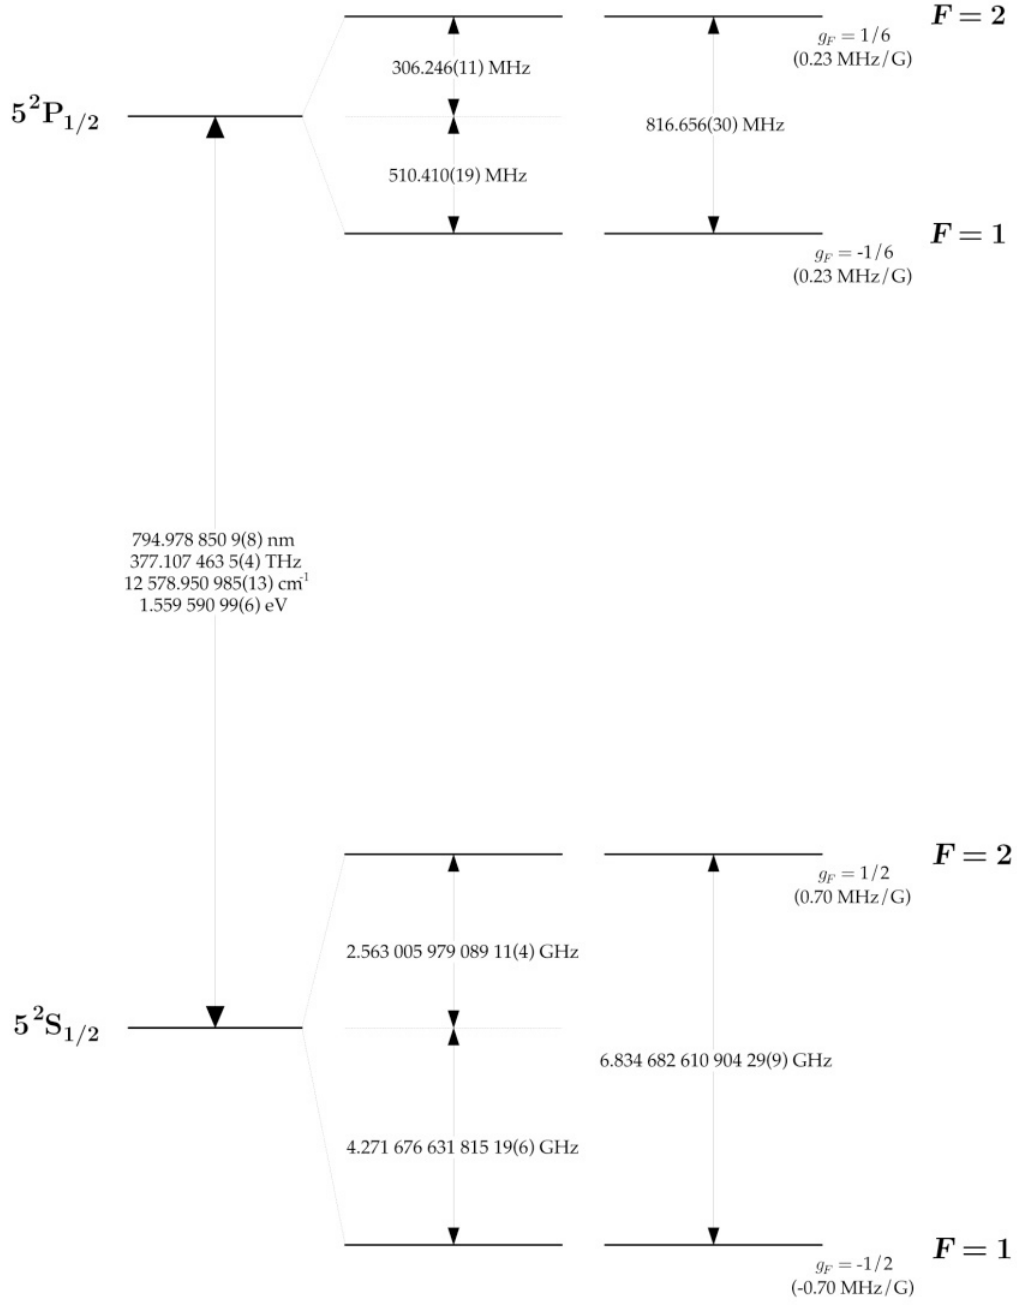 F = 2
g_F = 1/6
(0.23 MHz/G)
306.246(11) MHz
5²P₁/₂
816.656(30) MHz
510.410(19) MHz
F = 1
g_F = -1/6
(0.23 MHz/G)
794.978 850 9(8) nm
377.107 463 5(4) THz
12 578.950 985(13) cm⁻¹
1.559 590 99(6) eV
F = 2
g_F = 1/2
(0.70 MHz/G)
2.563 005 979 089 11(4) GHz
5²S₁/₂
6.834 682 610 904 29(9) GHz
4.271 676 631 815 19(6) GHz
F = 1
g_F = -1/2
(-0.70 MHz/G)